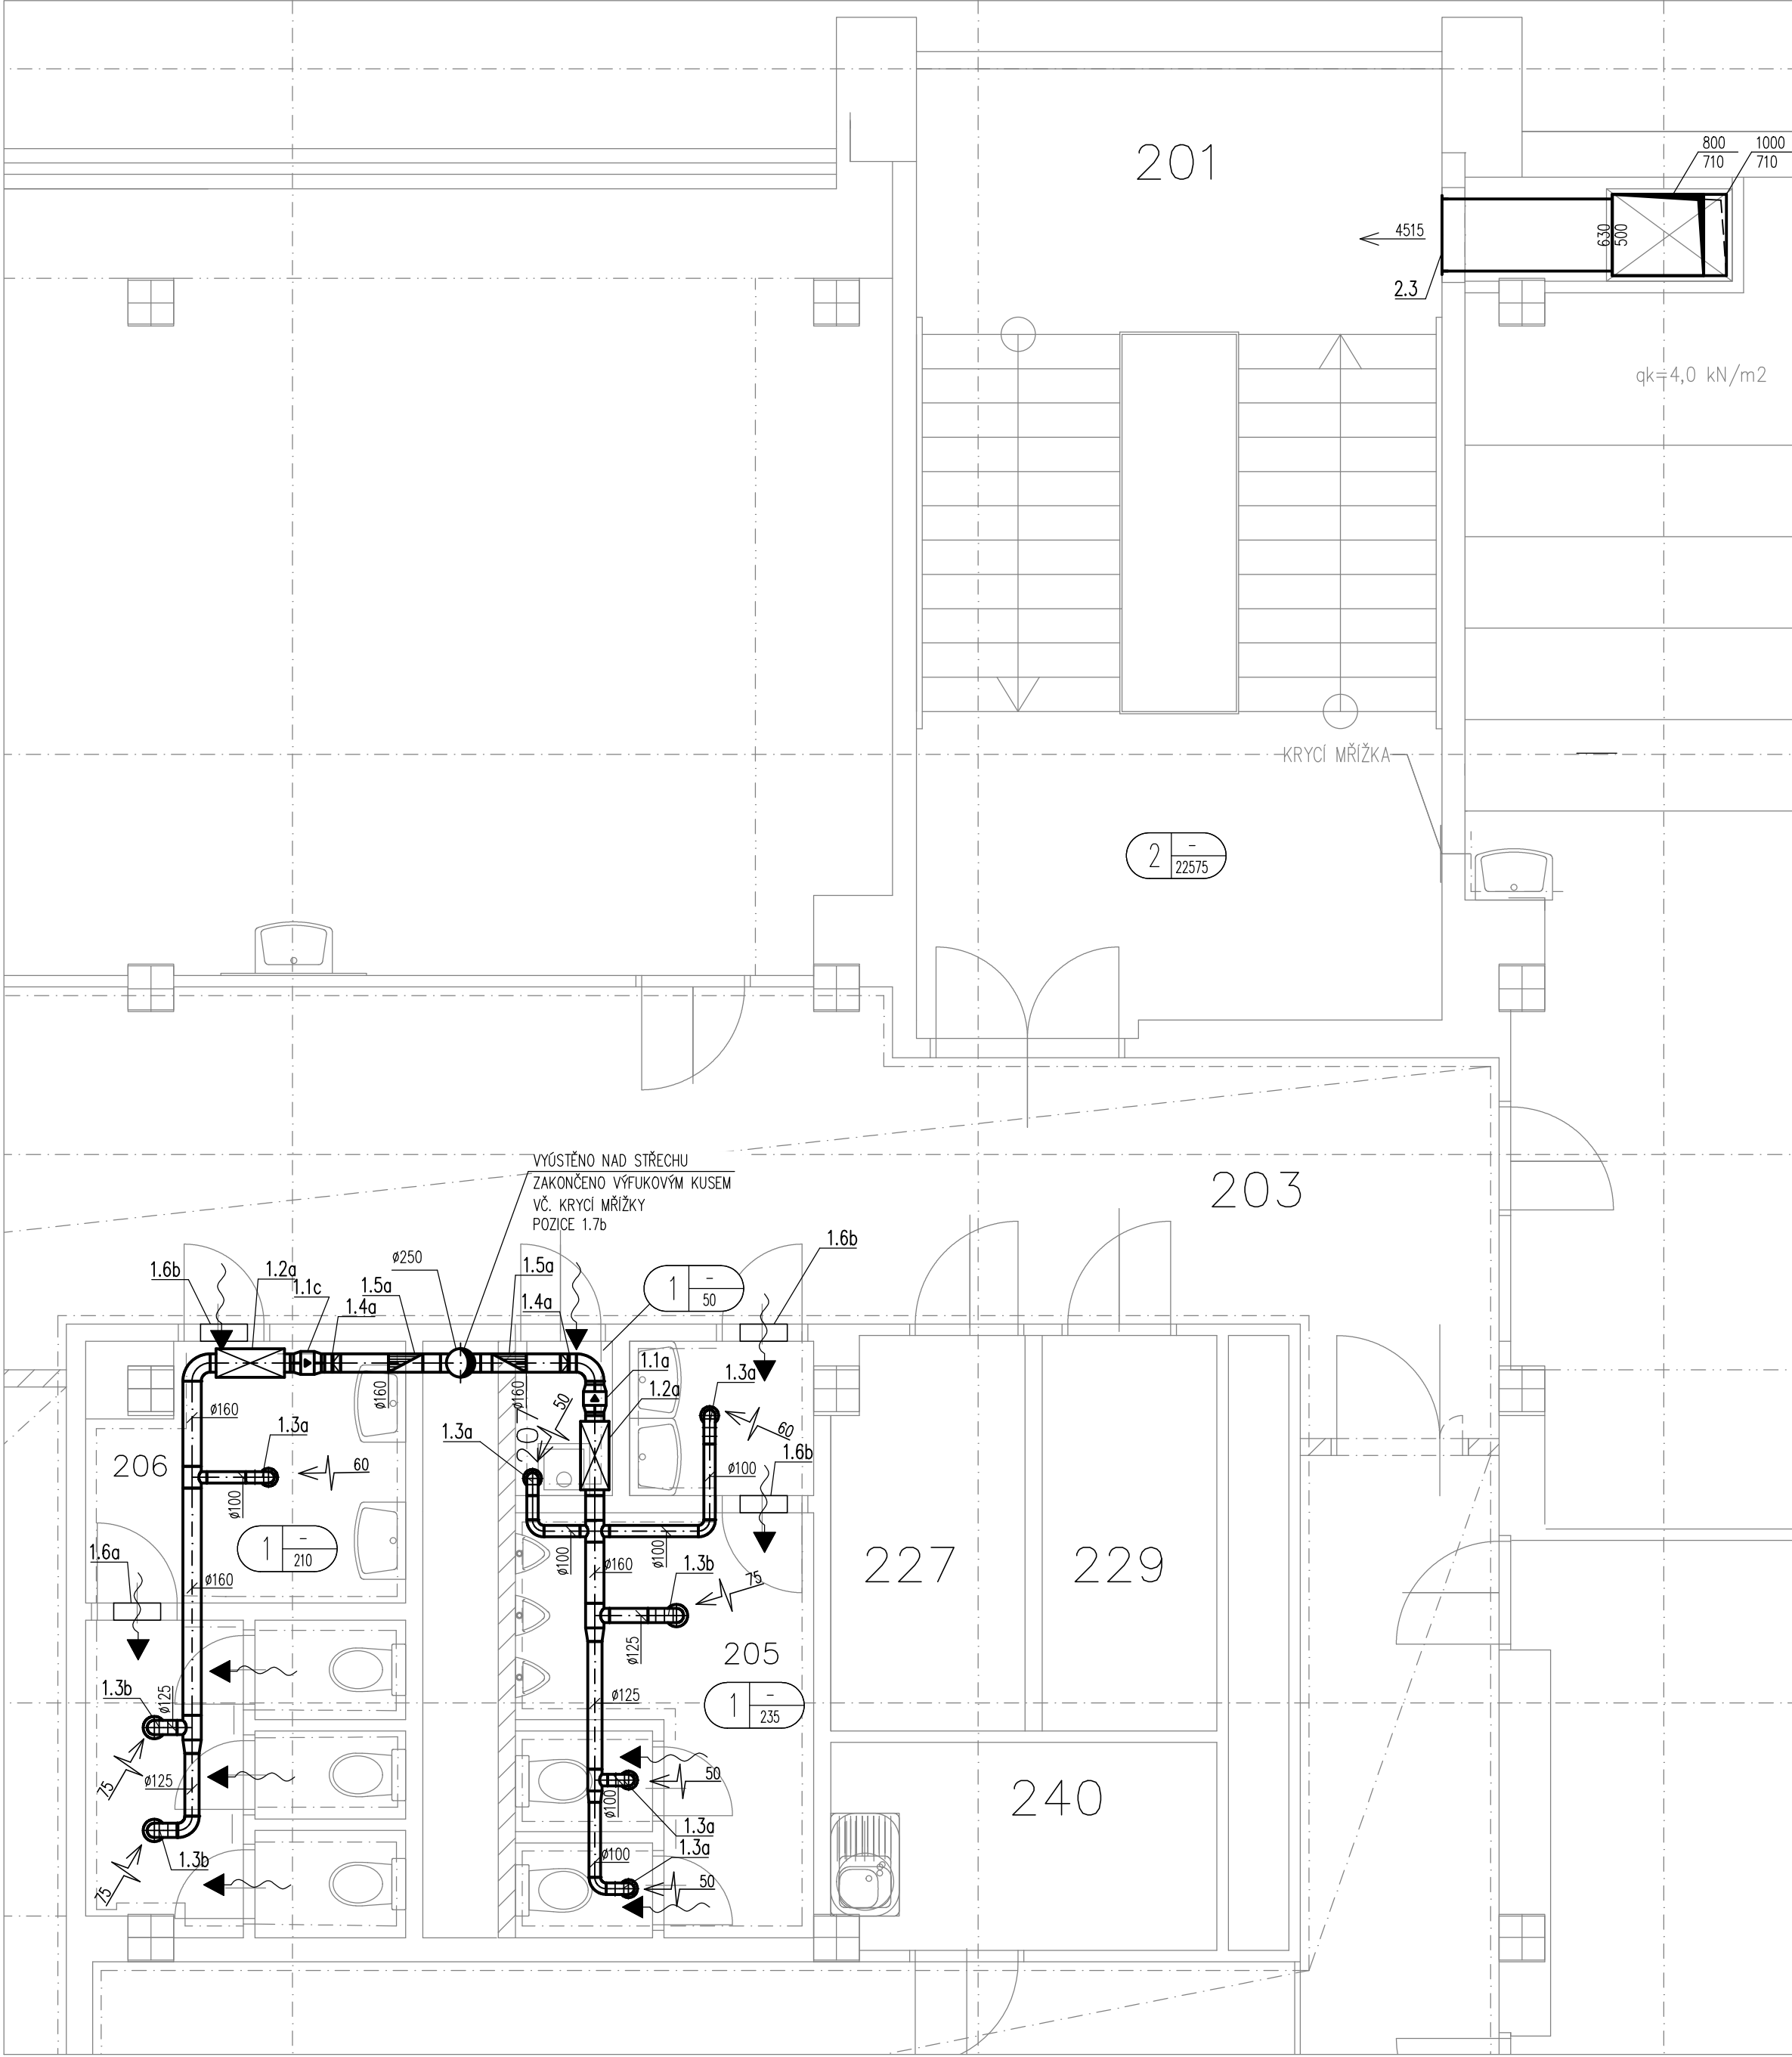 201
800
710
1000
710
4515
630
500
2.3
qk=4,0 kN/m2
KRYCÍ MŘÍŽKA
2
-
22575
203
VYÚSTĚNO NAD STŘECHU
ZAKONČENO VÝFUKOVÝM KUSEM
VČ. KRYCÍ MŘÍŽKY
POZICE 1.7b
1.6b
1.2a
1.1c
1.4a
1.5a
ø250
1.5a
1.4a
1
-
50
1.6b
1.1a
1.2a
1.3a
ø160
ø160
50
60
1.6b
ø160
1.3a
60
206
ø100
1.3a
207
ø100
ø100
ø100
ø160
1.3b
75
ø125
1
-
210
1.6a
ø160
227
229
205
1
-
235
ø125
1.3b
ø125
75
ø125
1.3b
75
50
ø100
1.3a
1.3a
ø100
50
240